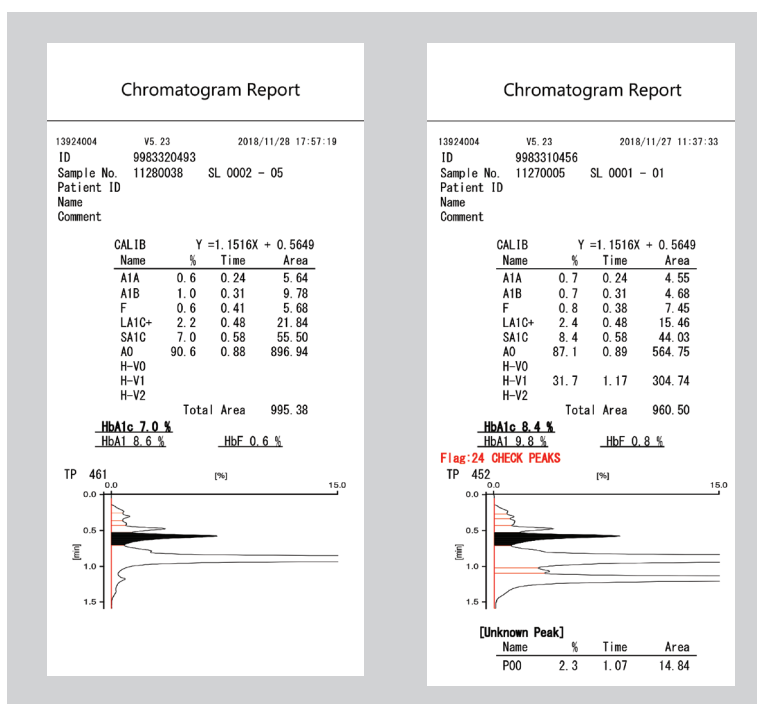 Chromatogram Report
13924004 V5.23 2018/11/28 17:57:19
ID 9983320493
Sample No. 11280038 SL 0002 - 05
Patient ID
Name
Comment
CALIB Y =1.1516X + 0.5649
Name % Time Area
A1A 0.6 0.24 5.64
A1B 1.0 0.31 9.78
F 0.6 0.41 5.68
LA1C+ 2.2 0.48 21.84
SA1C 7.0 0.58 55.50
A0 90.6 0.88 896.94
H-V0
H-V1
H-V2
Total Area 995.38
HbA1c 7.0 %
HbA1 8.6 % HbF 0.6 %
TP 461 [%]
0.0 15.0
0.0
0.5
[min]
1.0
1.5
Chromatogram Report
13924004 V5.23 2018/11/27 11:37:33
ID 9983310456
Sample No. 11270005 SL 0001 - 01
Patient ID
Name
Comment
CALIB Y =1.1516X + 0.5649
Name % Time Area
A1A 0.7 0.24 4.55
A1B 0.7 0.31 4.68
F 0.8 0.38 7.45
LA1C+ 2.4 0.48 15.46
SA1C 8.4 0.58 44.03
A0 87.1 0.89 564.75
H-V0
H-V1 31.7 1.17 304.74
H-V2
Total Area 960.50
HbA1c 8.4 %
HbA1 9.8 % HbF 0.8 %
Flag:24 CHECK PEAKS
TP 452 [%]
0.0 15.0
0.0
0.5
[min]
1.0
1.5
[Unknown Peak]
Name % Time Area
P00 2.3 1.07 14.84